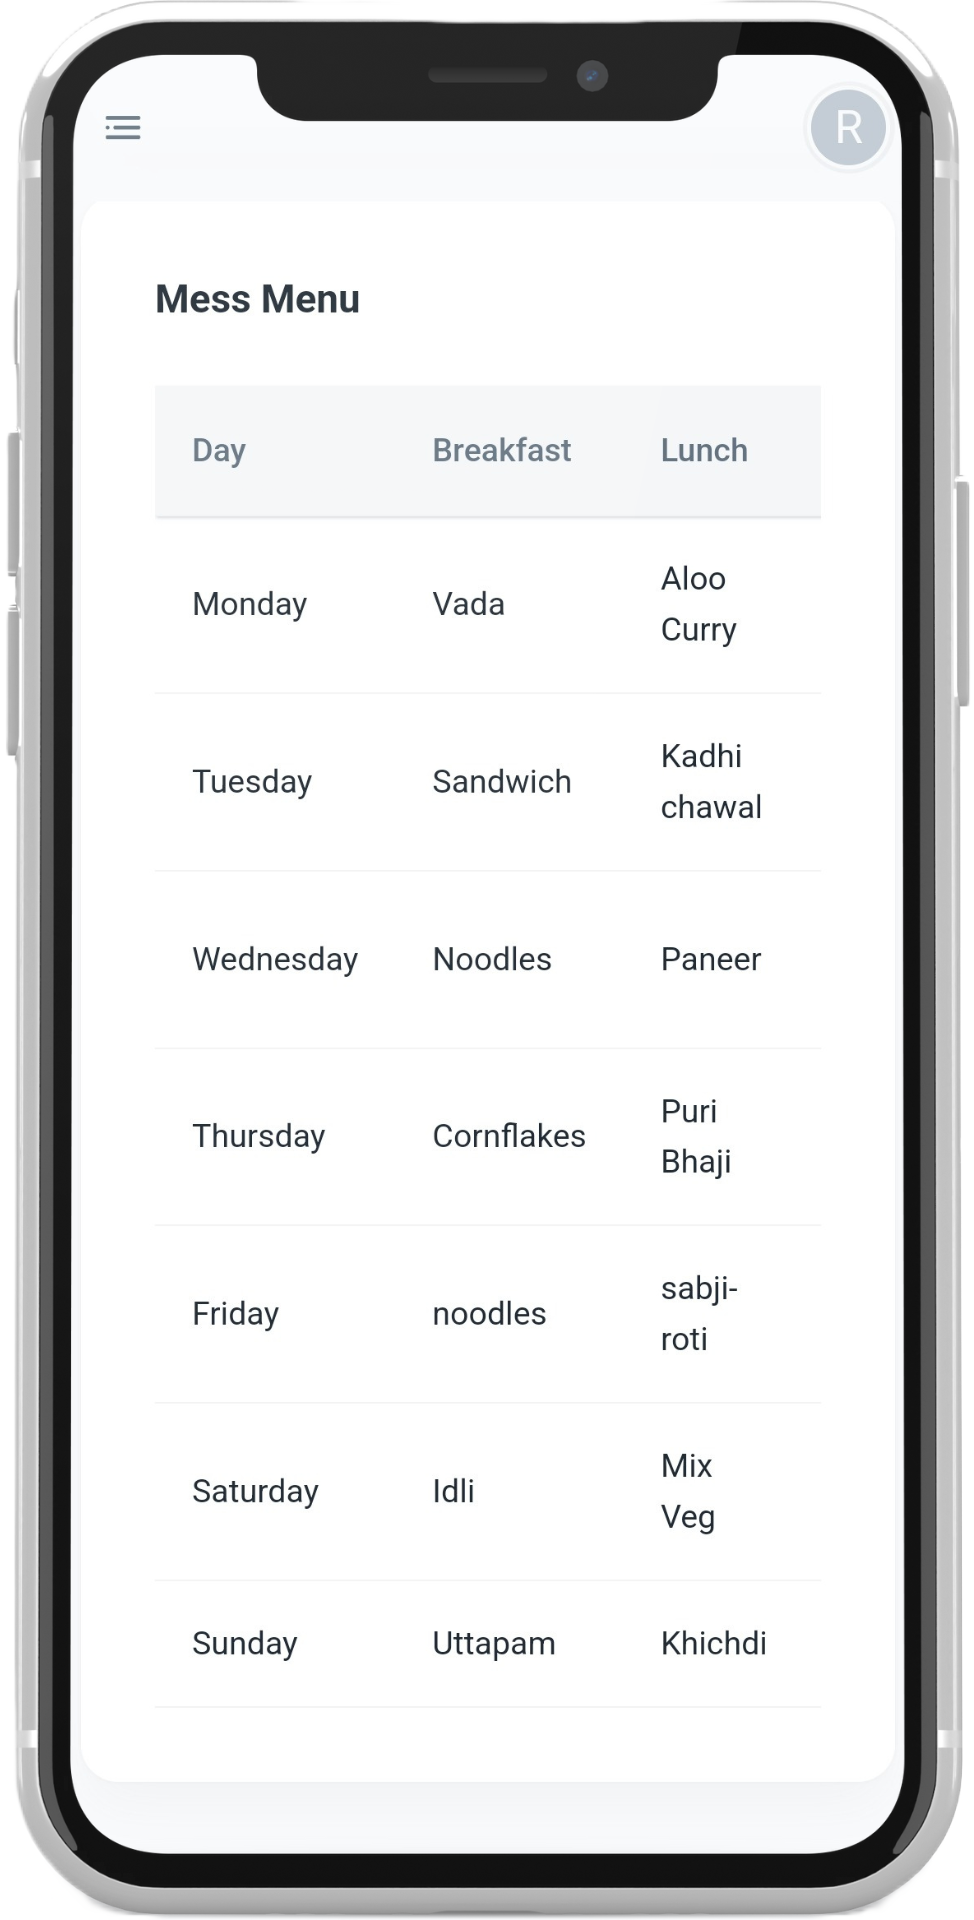 R
Mess Menu
Day Breakfast Lunch
Monday Vada Aloo
Curry
Tuesday Sandwich Kadhi
chawal
Wednesday Noodles Paneer
Thursday Cornflakes Puri
Bhaji
Friday noodles sabji-
roti
Saturday Idli Mix
Veg
Sunday Uttapam Khichdi